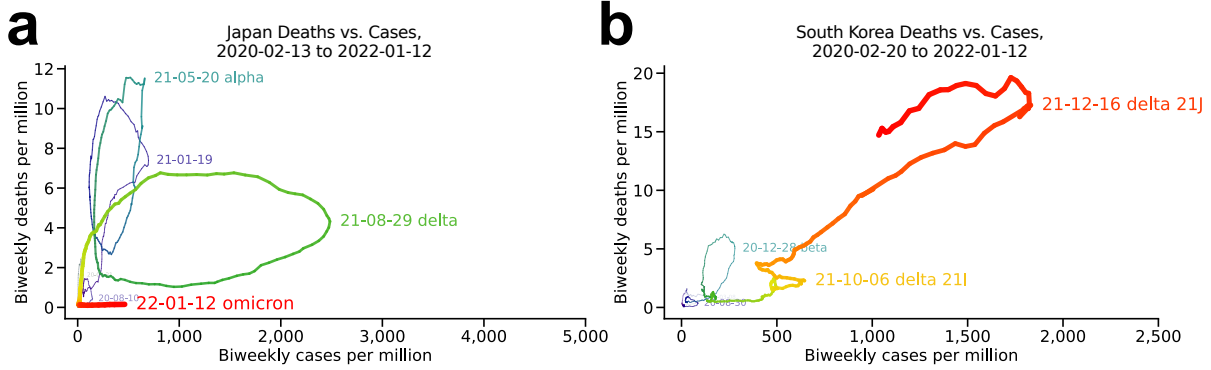 a
Japan Deaths vs. Cases,
2020-02-13 to 2022-01-12
Biweekly deaths per million
12
10
8
6
4
2
0
21-05-20 alpha
21-01-19
21-08-29 delta
20-08-10
22-01-12 omicron
0
1,000
2,000
3,000
4,000
5,000
Biweekly cases per million
b
South Korea Deaths vs. Cases,
2020-02-20 to 2022-01-12
Biweekly deaths per million
20
15
10
5
0
21-12-16 delta 21J
20-12-28 beta
21-10-06 delta 21I
20-08-30
0
500
1,000
1,500
2,000
2,500
Biweekly cases per million